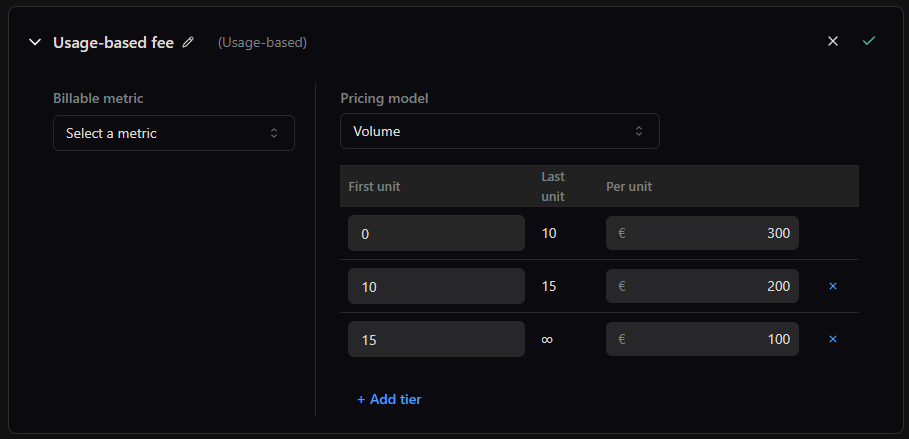 Usage-based fee (Usage-based)
Billable metric
Select a metric
Pricing model
Volume
First unit Last unit Per unit
0 10 € 300
10 15 € 200 ×
15 ∞ € 100 ×
+ Add tier